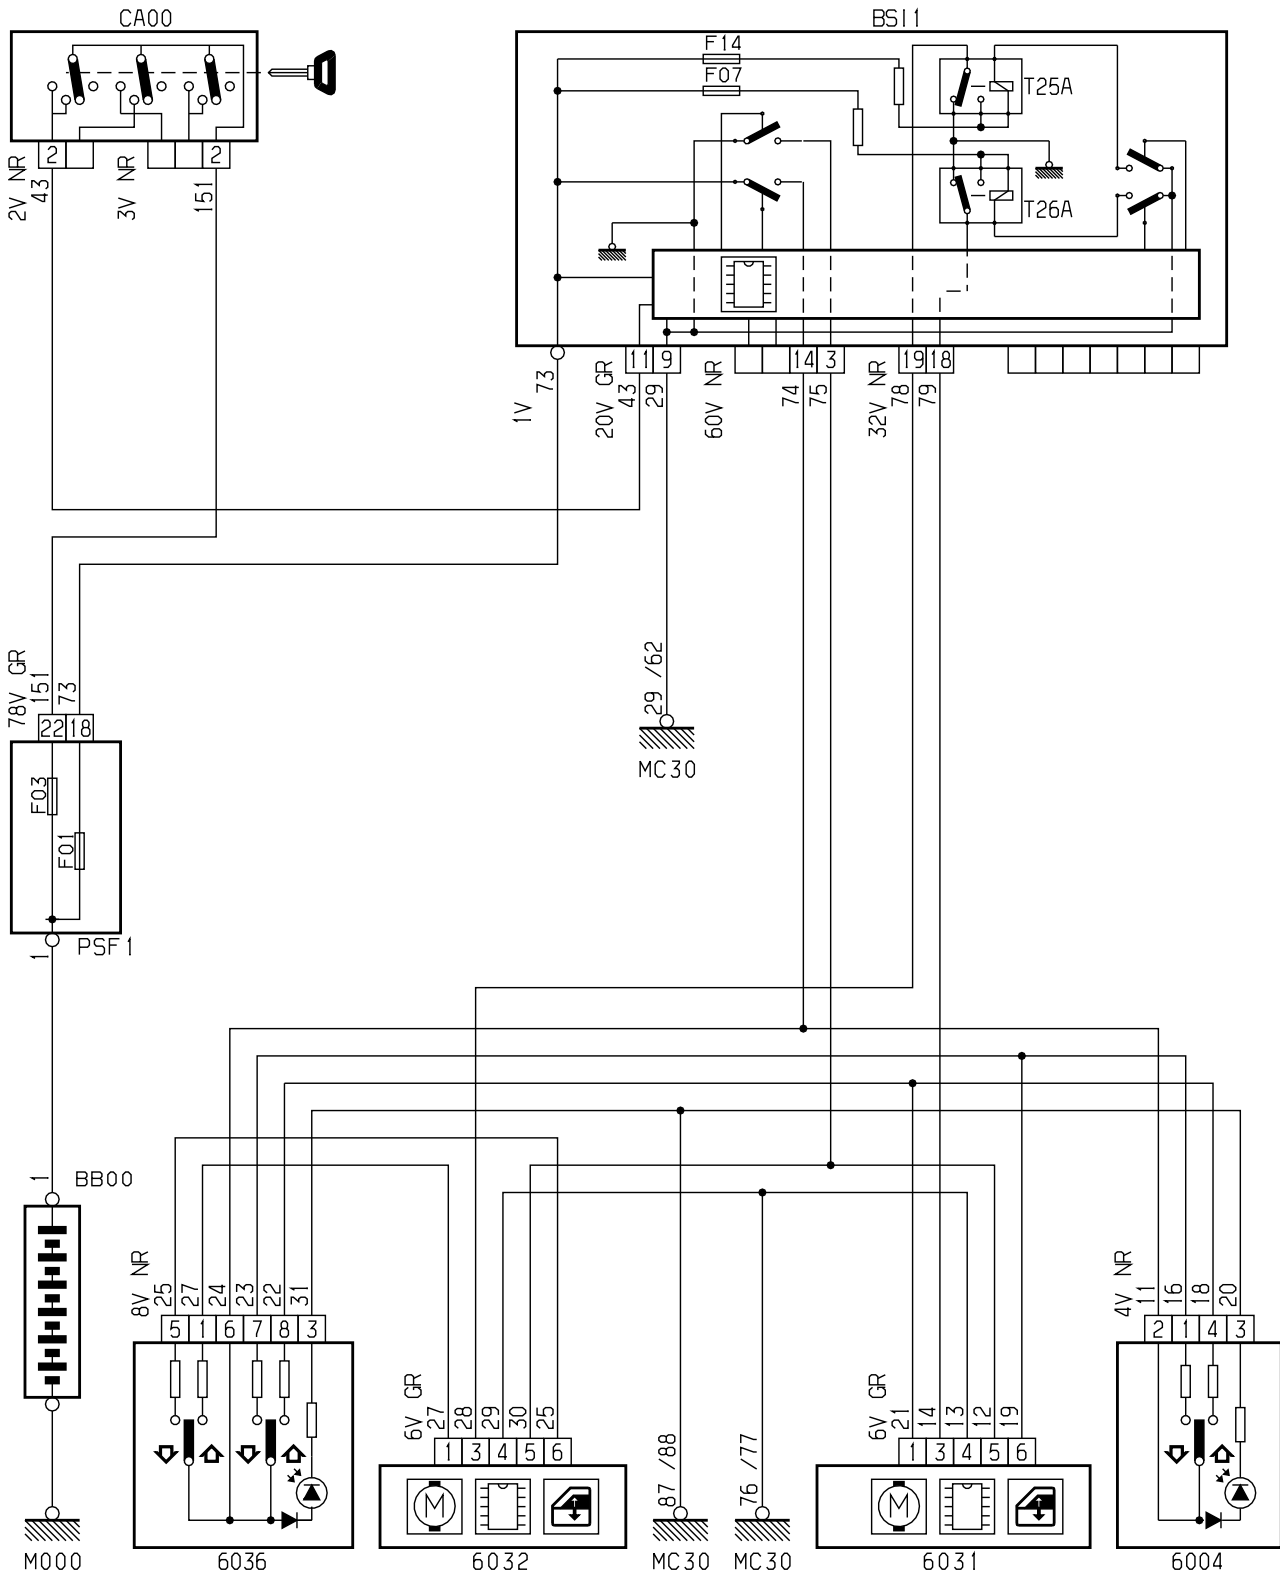 CA00
BSI1
F14
F07
T25A
T26A
2
2
2V NR
43
3V NR
151
11
9
14
3
19
18
1V
73
20V GR
43
29
60V NR
74
75
32V NR
78
79
29 /62
MC30
78V GR
151
73
22
18
F03
F01
PSF1
1
1
BB00
8V NR
25
27
24
23
22
31
5
1
6
7
8
3
4V NR
11
16
18
20
2
1
4
3
6V GR
27
28
29
30
25
1
3
4
5
6
87 /88
76 /77
6V GR
21
14
13
12
19
1
3
4
5
6
M
M
M000
6036
6032
MC30
MC30
6031
6004